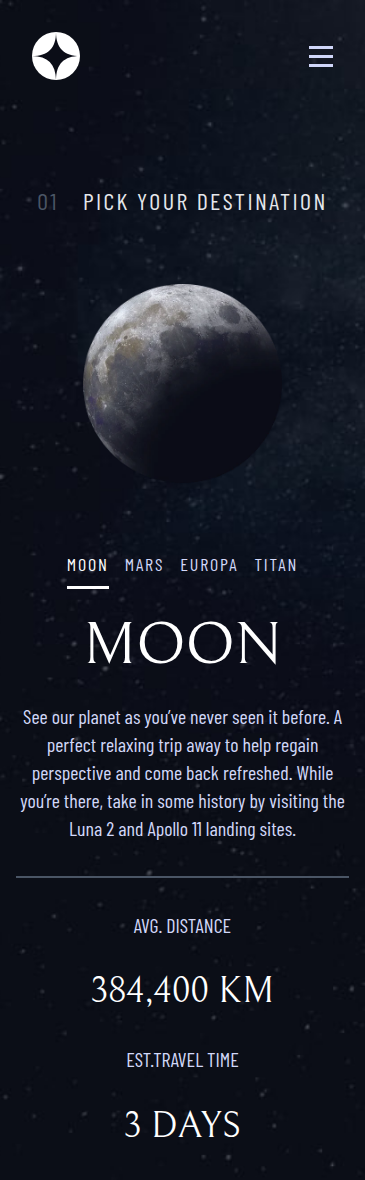 01 PICK YOUR DESTINATION
MOON MARS EUROPA TITAN
MOON
See our planet as you’ve never seen it before. A
perfect relaxing trip away to help regain
perspective and come back refreshed. While
you’re there, take in some history by visiting the
Luna 2 and Apollo 11 landing sites.
AVG. DISTANCE
384,400 KM
EST.TRAVEL TIME
3 DAYS